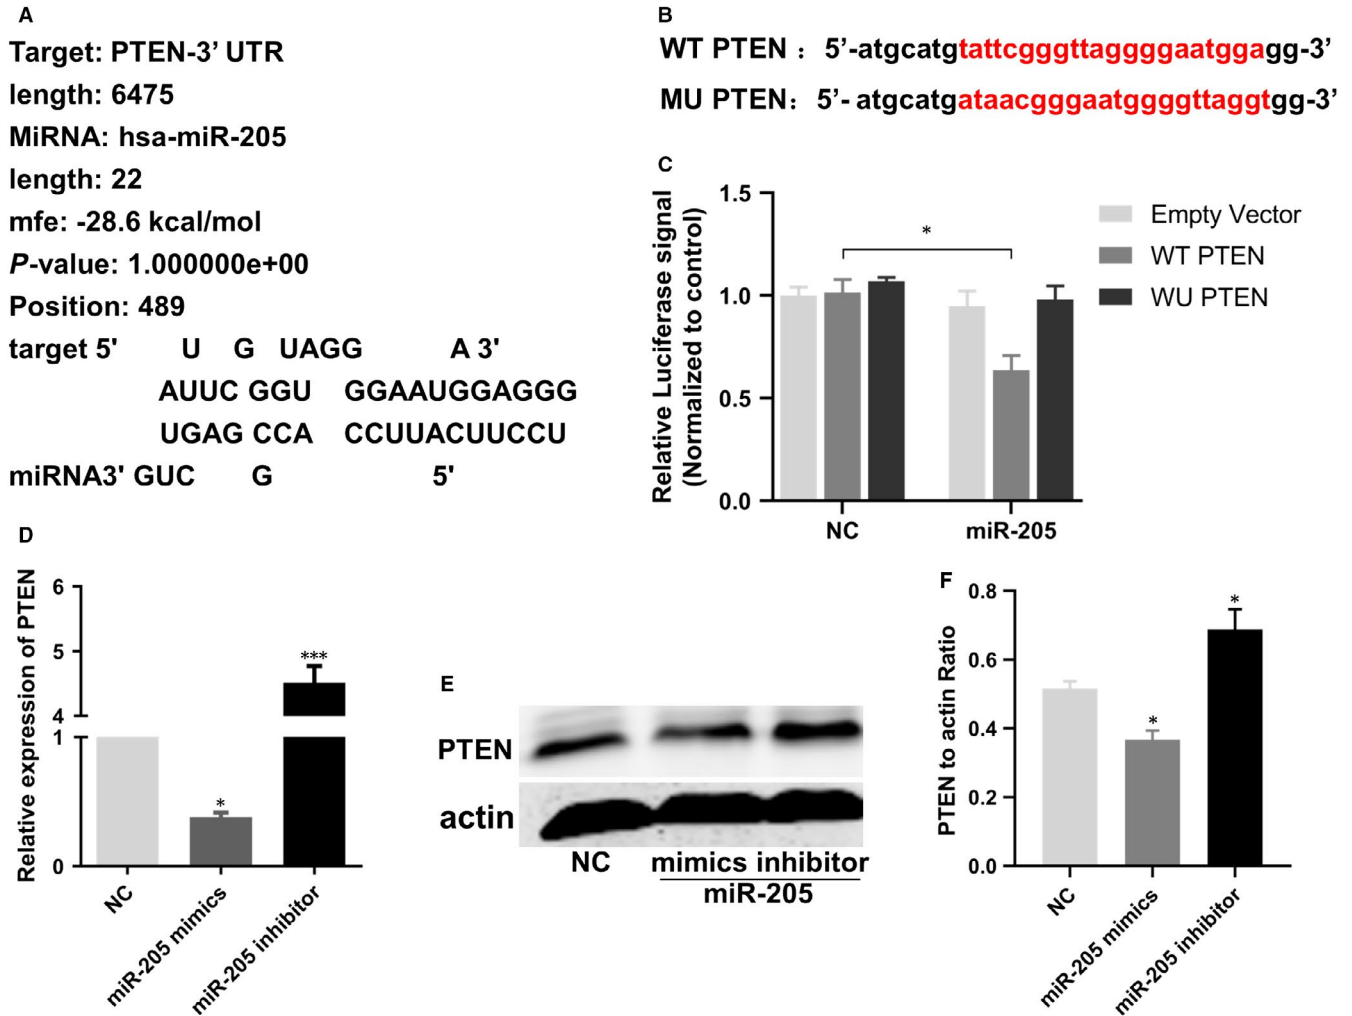 A
Target: PTEN-3’ UTR
length: 6475
MiRNA: hsa-miR-205
length: 22
mfe: -28.6 kcal/mol
P-value: 1.000000e+00
Position: 489
target 5' U G UAGG A 3'
AUUC GGU GGAAUGGAGGG
UGAG CCA CCUUACUUCCU
miRNA3' GUC G 5'
B
WT PTEN : 5’-atgcatgtattcgggttaggggaatggagg-3’
MU PTEN: 5’- atgcatgataacgggaatggggttaggtgg-3’
C
Relative Luciferase signal
(Normalized to control)
1.5
1.0
0.5
0.0
*
NC
miR-205
Empty Vector
WT PTEN
WU PTEN
D
Relative expression of PTEN
6
5
4
1
0
*
***
NC
miR-205 mimics
miR-205 inhibitor
E
PTEN
actin
NC mimics inhibitor
miR-205
F
PTEN to actin Ratio
0.8
0.6
0.4
0.2
0.0
*
*
NC
miR-205 mimics
miR-205 inhibitor